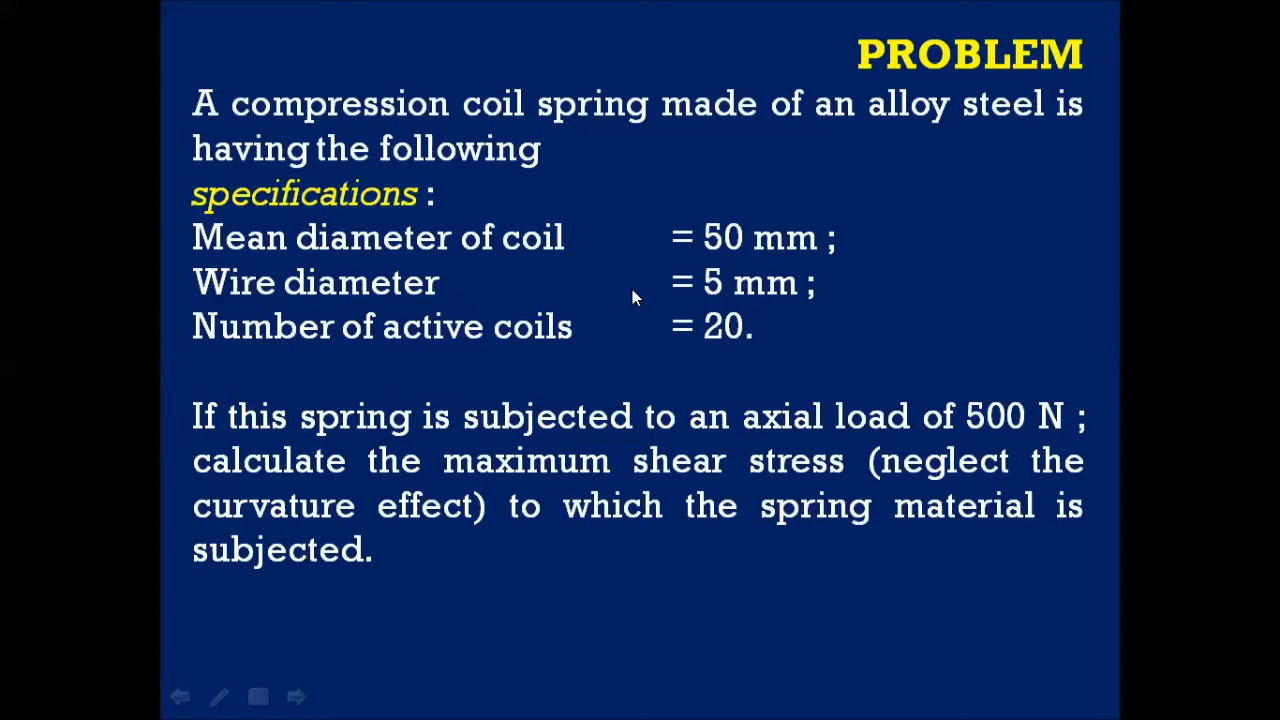 PROBLEM
A compression coil spring made of an alloy steel is
having the following
specifications :
Mean diameter of coil = 50 mm ;
Wire diameter = 5 mm ;
Number of active coils = 20.
If this spring is subjected to an axial load of 500 N ;
calculate the maximum shear stress (neglect the
curvature effect) to which the spring material is
subjected.